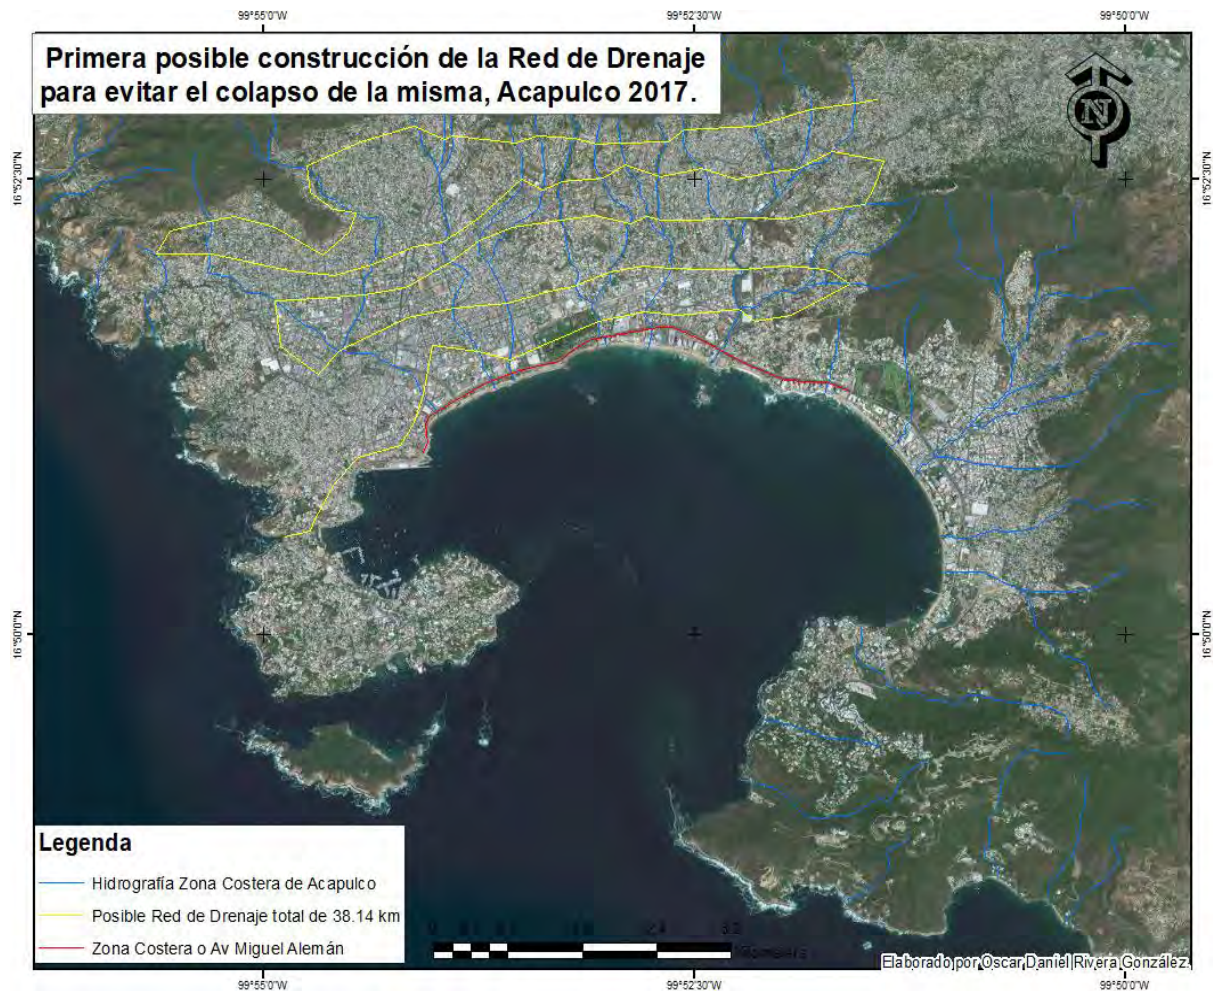 99°55'0"W 99°52'30"W 99°50'0"W
Primera posible construcción de la Red de Drenaje
para evitar el colapso de la misma, Acapulco 2017.
N
16°52'30"N 16°52'30"N
16°50'0"N 16°50'0"N
Legenda
Hidrografía Zona Costera de Acapulco
Posible Red de Drenaje total de 38.14 km
Zona Costera o Av Miguel Alemán
Elaborado por Oscar Daniel Rivera González.
99°55'0"W 99°52'30"W 99°50'0"W